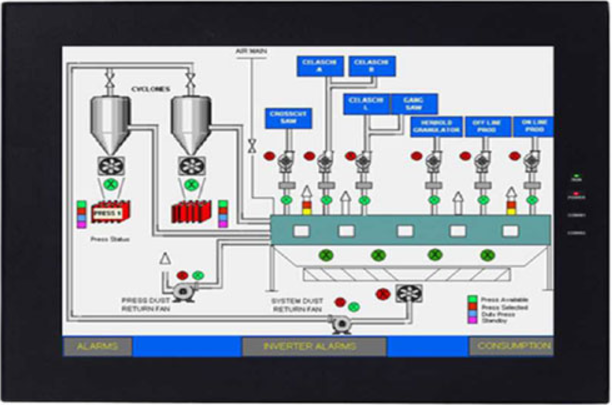 AIR MAIN
CELASCHI
A
CELASCHI
B
CYCLONES
CELASCHI
L
GANG
SAW
CROSSCUT
SAW
GRANULATOR
OFF LINE
PROD
ON LINE
PROD
PRESS 1
Press Status
PRESS DUST
RETURN FAN
SYSTEM DUST
RETURN FAN
Press Available
Press Selected
Duty Press
Standby
ALARMS
INVERTER ALARMS
CONSUMPTION